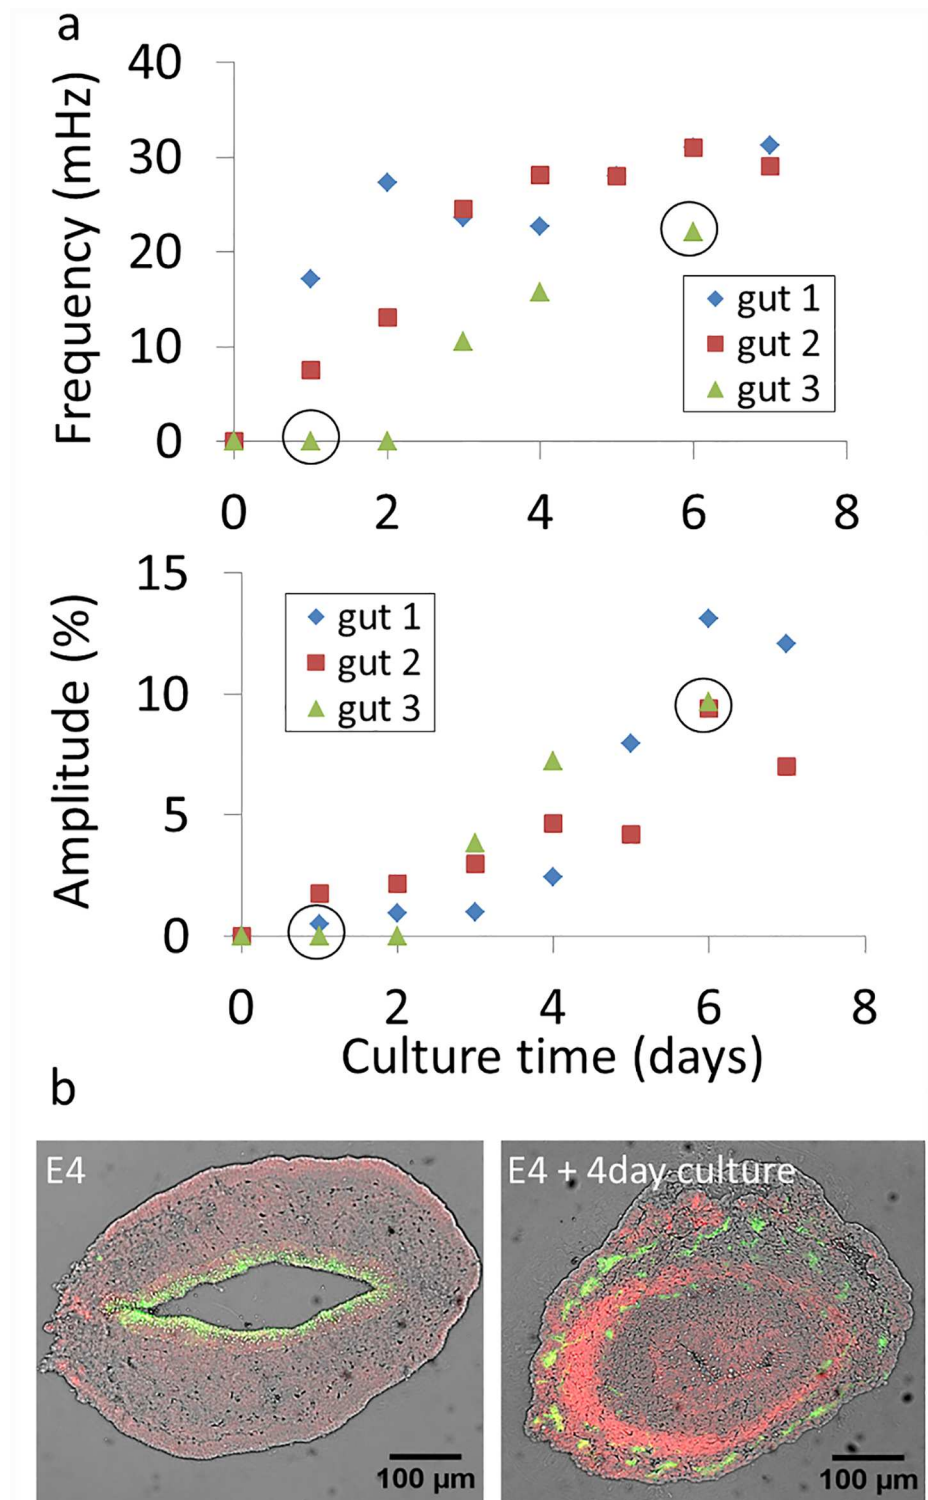 a
Frequency (mHz)
40
30
20
10
0
gut 1
gut 2
gut 3
0 2 4 6 8
Amplitude (%)
15
10
5
0
gut 1
gut 2
gut 3
0 2 4 6 8
Culture time (days)
b
E4
100 µm
E4 + 4day culture
100 µm